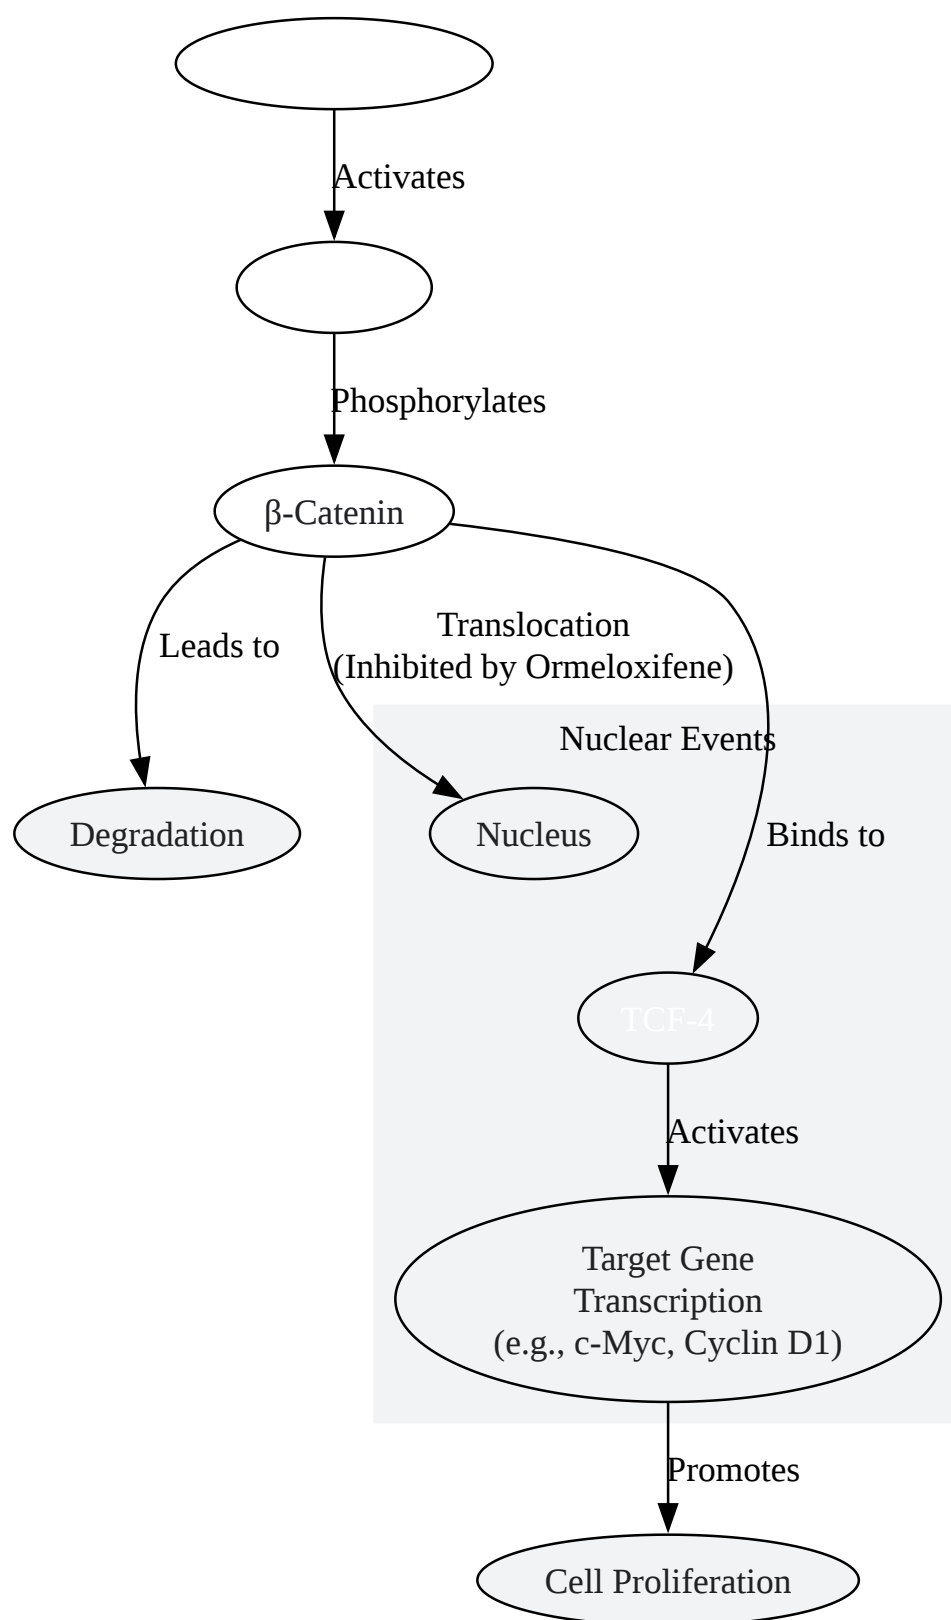 Activates
Phosphorylates
β-Catenin
Leads to
Translocation
(Inhibited by Ormeloxifene)
Nuclear Events
Degradation
Nucleus
Binds to
TCF-4
Activates
Target Gene
Transcription
(e.g., c-Myc, Cyclin D1)
Promotes
Cell Proliferation